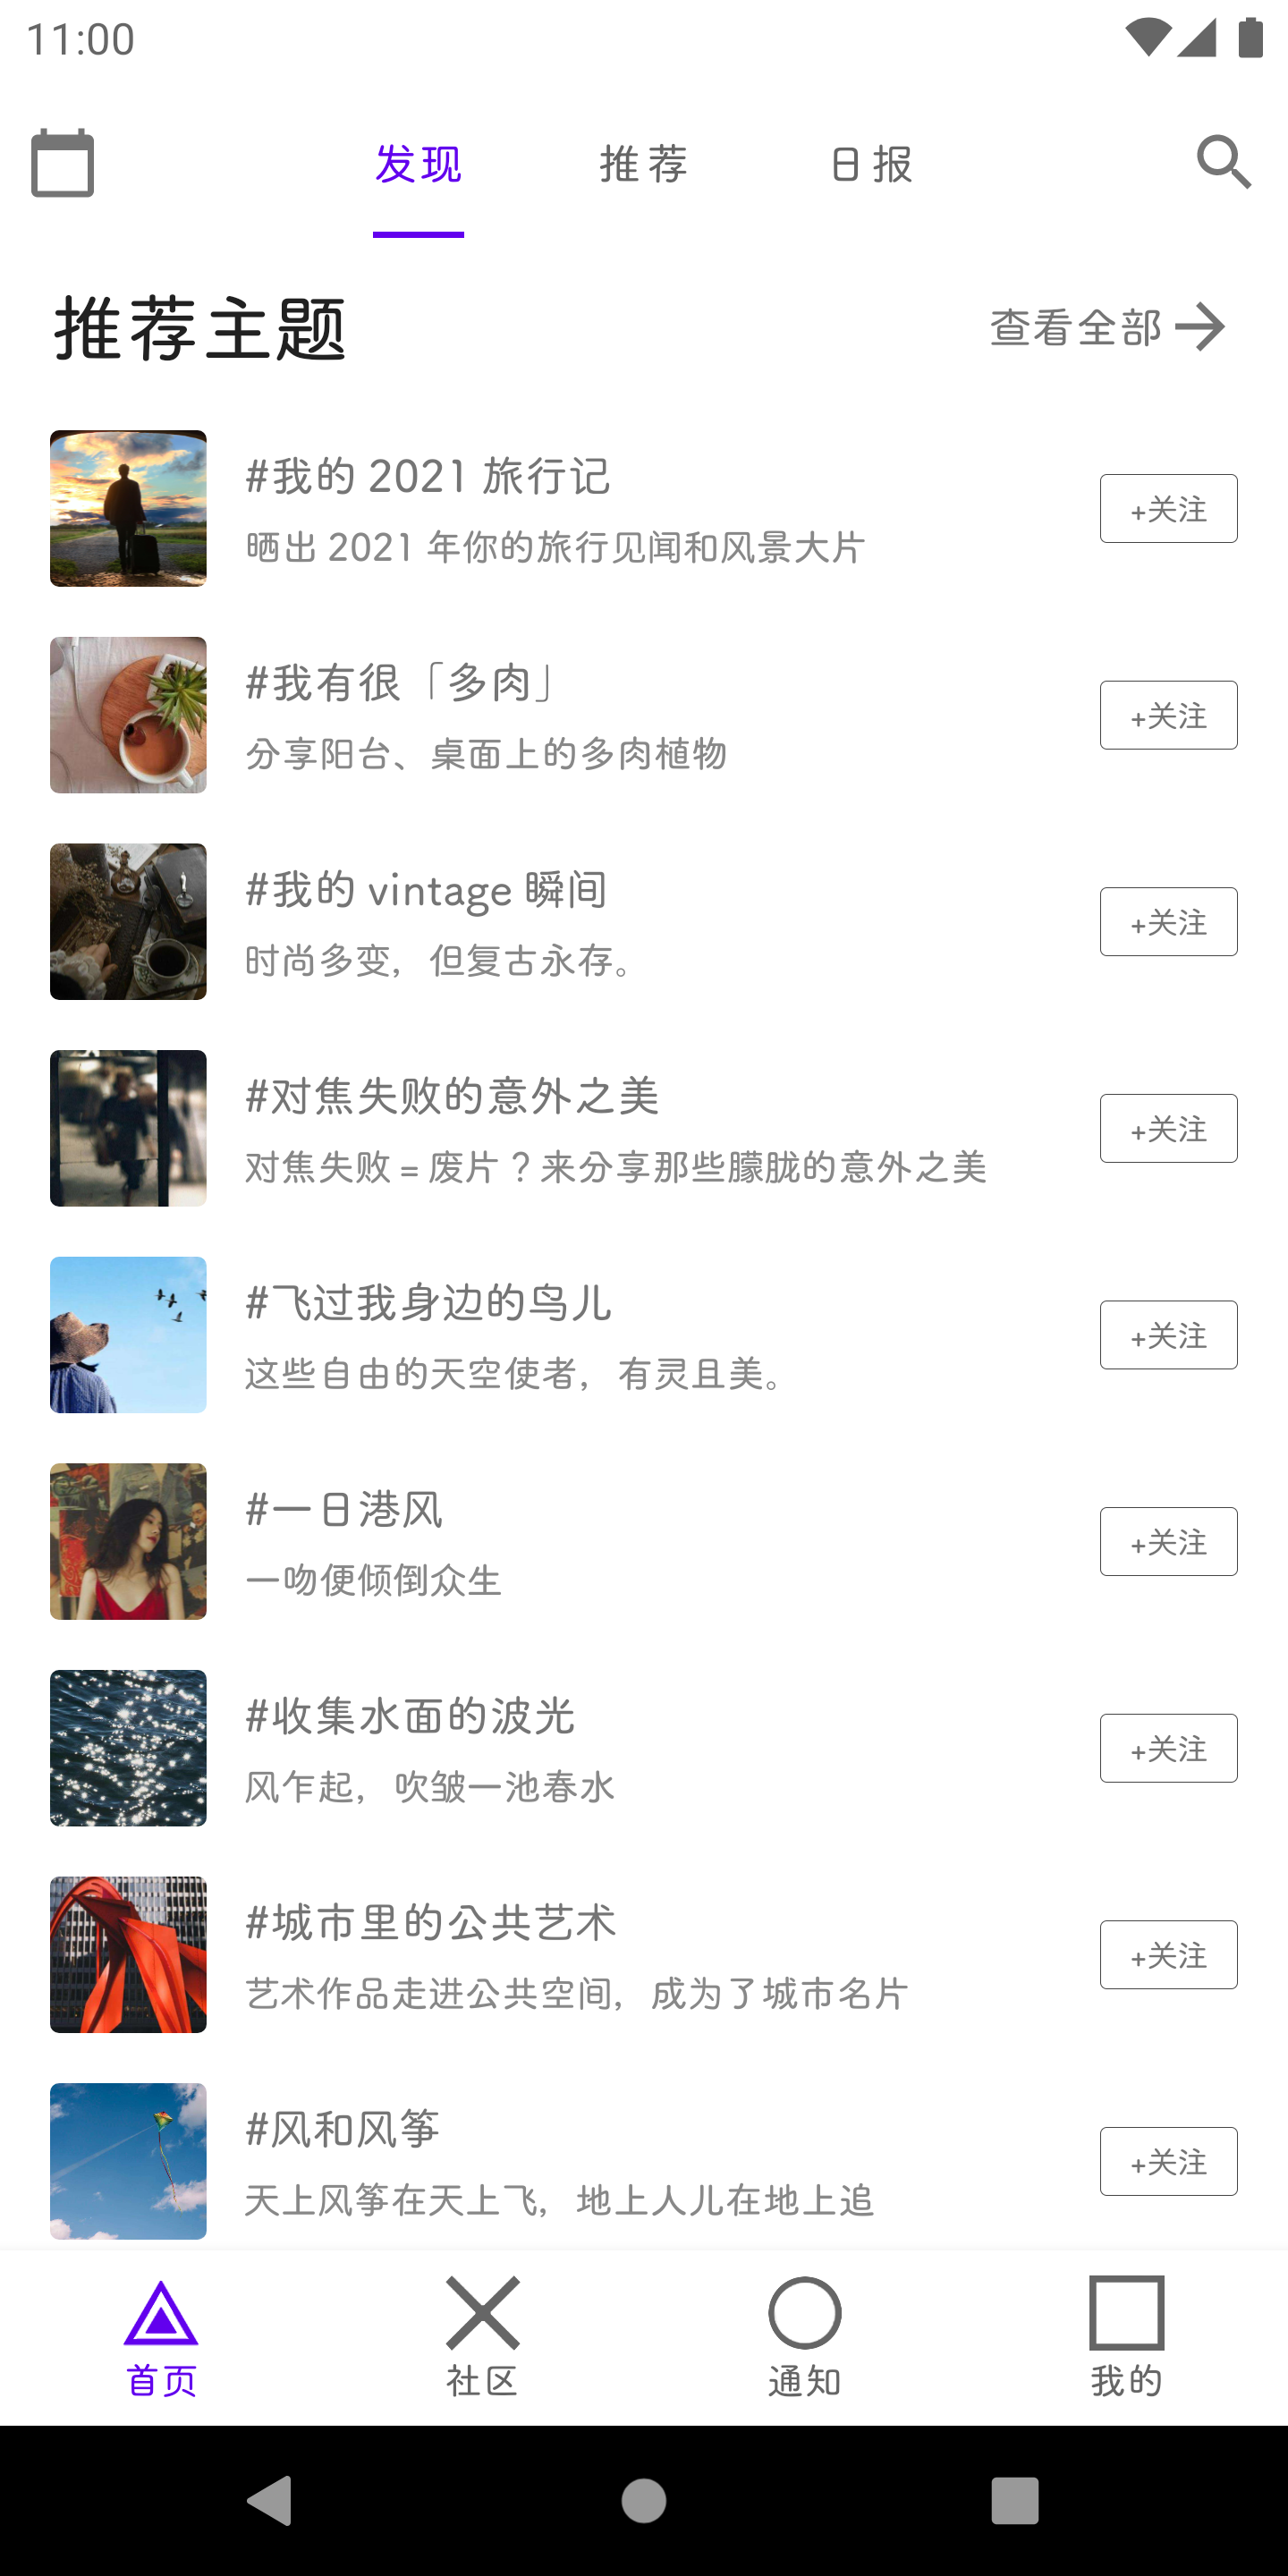 11:00
发现 推荐 日报
推荐主题 查看全部
#我的 2021 旅行记
晒出 2021 年你的旅行见闻和风景大片
+关注
#我有很「多肉」
分享阳台、桌面上的多肉植物
+关注
#我的 vintage 瞬间
时尚多变，但复古永存。
+关注
#对焦失败的意外之美
对焦失败 = 废片？来分享那些朦胧的意外之美
+关注
#飞过我身边的鸟儿
这些自由的天空使者，有灵且美。
+关注
#一日港风
一吻便倾倒众生
+关注
#收集水面的波光
风乍起，吹皱一池春水
+关注
#城市里的公共艺术
艺术作品走进公共空间，成为了城市名片
+关注
#风和风筝
天上风筝在天上飞，地上人儿在地上追
+关注
首页 社区 通知 我的